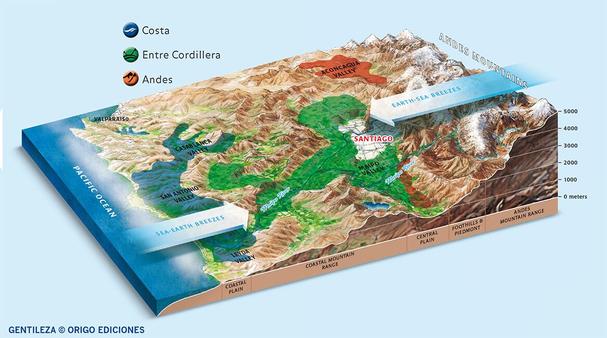 Costa
Entre Cordillera
Andes
ANDES MOUNTAINS
ACONCAGUA
VALLEY
EARTH-SEA BREEZES
VALPARAISO
CASABLANCA
VALLEY
SANTIAGO
MAIPO
VALLEY
PACIFIC OCEAN
SAN ANTONIO
VALLEY
Maipo River
SEA-EARTH BREEZES
LEYDA
VALLEY
5000
4000
3000
2000
1000
0 meters
COASTAL
PLAIN
COASTAL MOUNTAIN
RANGE
CENTRAL
PLAIN
FOOTHILLS &
PIEDMONT
ANDES
MOUNTAIN RANGE
GENTILEZA © ORIGO EDICIONES